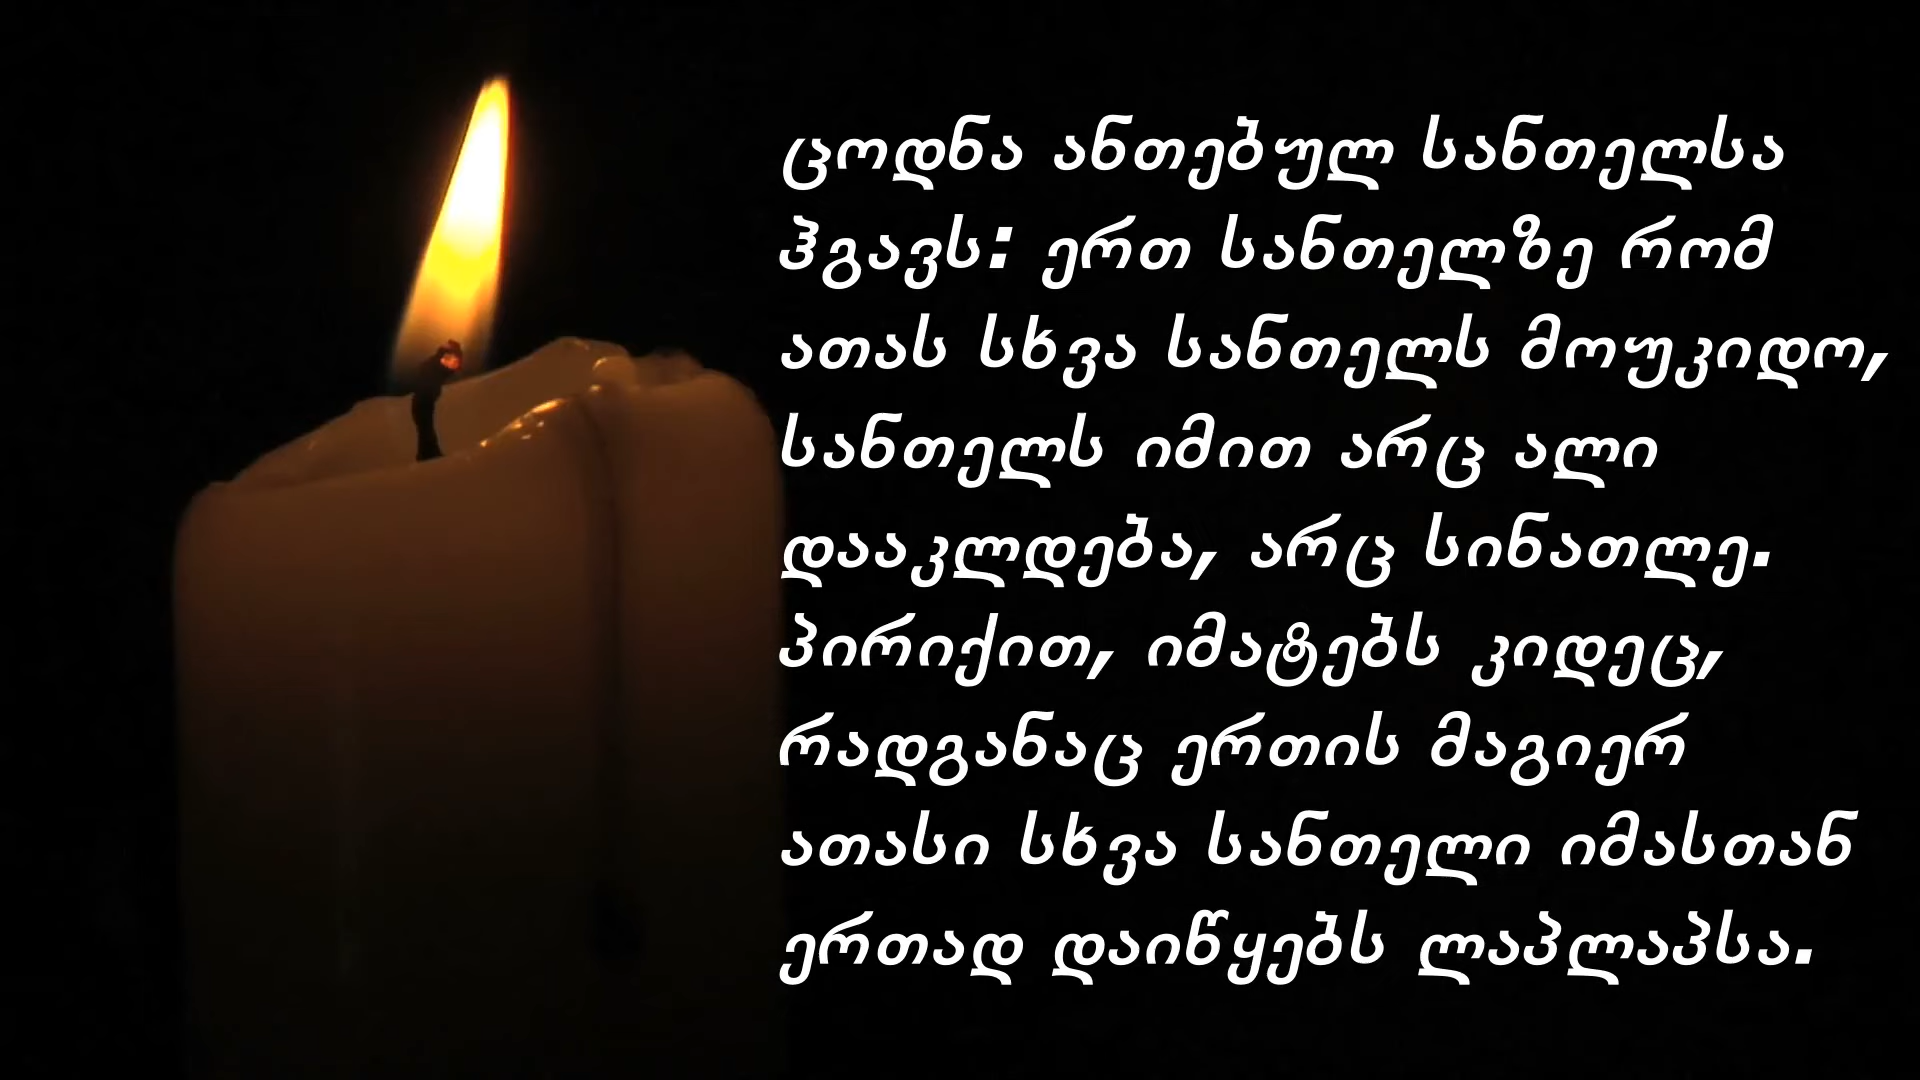 ცოდნა ანთებულ სანთელსა
ჰგავს: ერთ სანთელზე რომ
ათას სხვა სანთელს მოუკიდო,
სანთელს იმით არც ალი
დააკლდება, არც სინათლე.
პირიქით, იმატებს კიდეც,
რადგანაც ერთის მაგიერ
ათასი სხვა სანთელი იმასთან
ერთად დაიწყებს ლაპლაპსა.